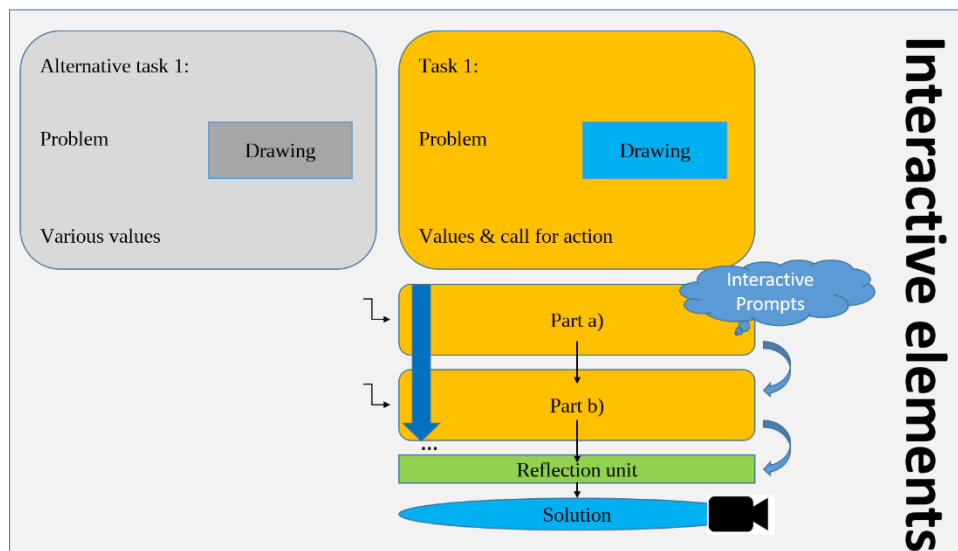 Alternative task 1:
Problem
Drawing
Various values
Task 1:
Problem
Drawing
Values & call for action
Interactive
Prompts
Part a)
Part b)
...
Reflection unit
Solution
Interactive elements